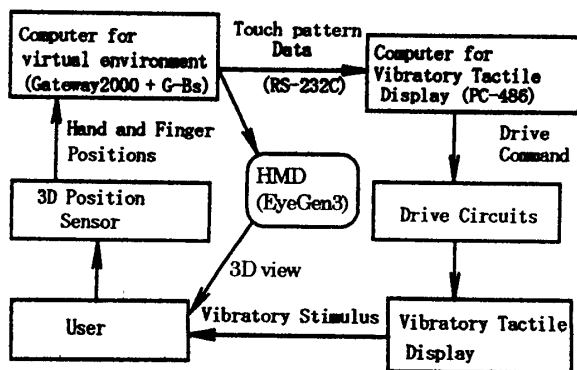 Computer for
virtual environment
(Gateway2000 + G-Bs)
Touch pattern
Data
(RS-232C)
Computer for
Vibratory Tactile
Display (PC-486)
Hand and Finger
Positions
HMD
(EyeGen3)
Drive
Command
3D Position
Sensor
Drive Circuits
3D view
User
Vibratory Stimulus
Vibratory Tactile
Display